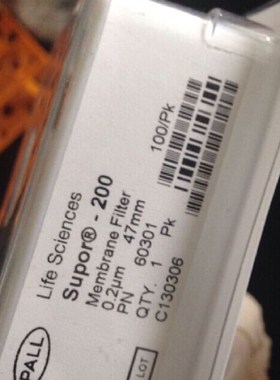 PALL
Life Sciences
Supor® - 200
Membrane Filter
0.2µm 47mm
PN 60301
QTY. 1 Pk
C130306
100/Pk
LOT